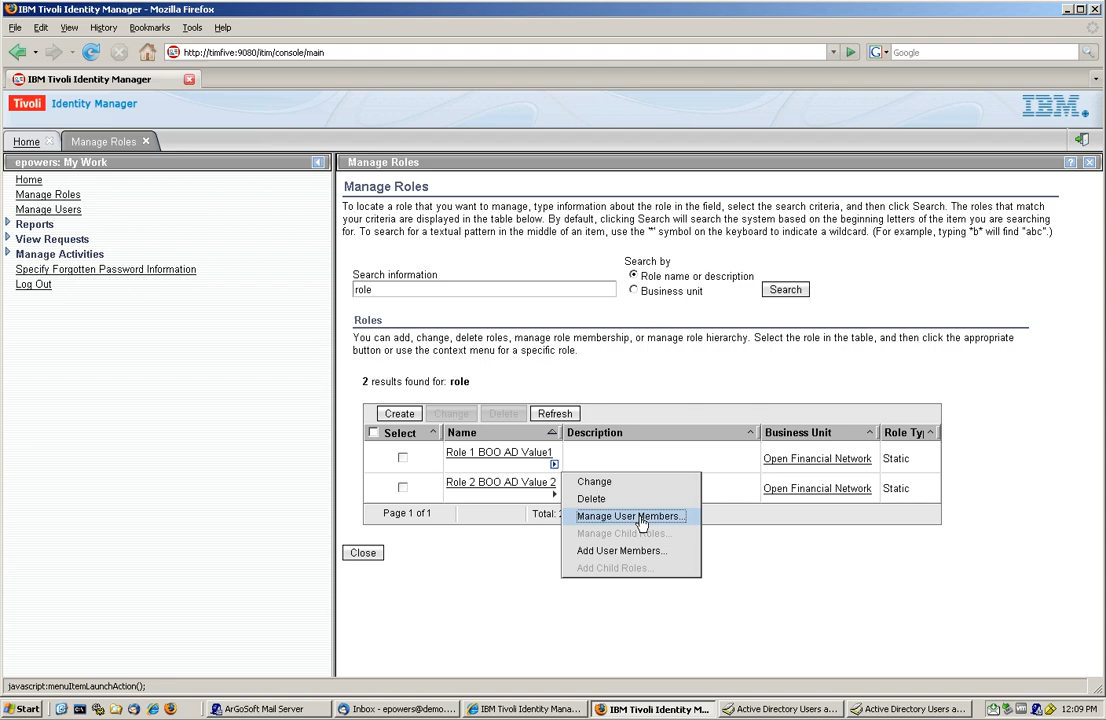 IBM Tivoli Identity Manager - Mozilla Firefox
File Edit View History Bookmarks Tools Help
http://timfive:9080/itim/console/main
G Google
IBM Tivoli Identity Manager
Tivoli Identity Manager
IBM
Home Manage Roles
epowers: My Work
Home
Manage Roles
Manage Users
Reports
View Requests
Manage Activities
Specify Forgotten Password Information
Log Out
Manage Roles
?
Manage Roles
To locate a role that you want to manage, type information about the role in the field, select the search criteria, and then click Search. The roles that match
your criteria are displayed in the table below. By default, clicking Search will search the system based on the beginning letters of the item you are searching
for. To search for a textual pattern in the middle of an item, use the '*' symbol on the keyboard to indicate a wildcard. (For example, typing *b* will find "abc".)
Search information
role
Search by
Role name or description
Business unit
Search
Roles
You can add, change, delete roles, manage role membership, or manage role hierarchy. Select the role in the table, and then click the appropriate
button or use the context menu for a specific role.
2 results found for: role
Create Change Delete Refresh
Select Name Description Business Unit Role Ty
Role 1 BOO AD Value1 Open Financial Network Static
Role 2 BOO AD Value 2 Open Financial Network Static
Page 1 of 1 Total: 2
Change
Delete
Manage User Members...
Manage Child Roles...
Add User Members...
Add Child Roles...
Close
javascript:menuItemLaunchAction();
Start
ArGoSoft Mail Server
Inbox - epowers@demo....
IBM Tivoli Identity Mana...
IBM Tivoli Identity M...
Active Directory Users a...
Active Directory Users a...
12:09 PM